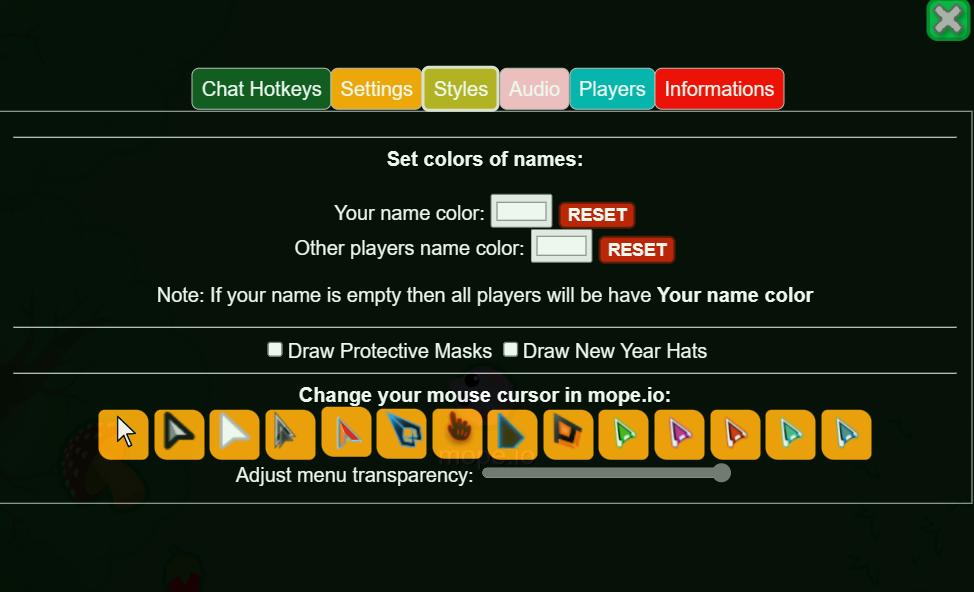 Chat Hotkeys Settings Styles Audio Players Informations
Set colors of names:
Your name color: RESET
Other players name color: RESET
Note: If your name is empty then all players will be have Your name color
Draw Protective Masks Draw New Year Hats
Change your mouse cursor in mope.io:
mope.io
Adjust menu transparency: